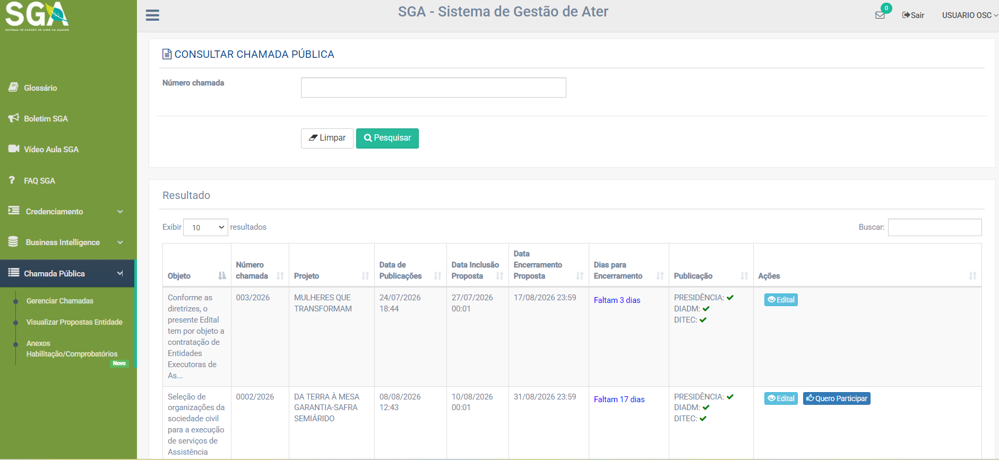 SGA
SISTEMA DE GESTÃO DE ATER DA ANATER
SGA - Sistema de Gestão de Ater
0
Sair
USUARIO OSC
Glossário
Boletim SGA
Vídeo Aula SGA
FAQ SGA
Credenciamento
Business Intelligence
Chamada Pública
Gerenciar Chamadas
Visualizar Propostas Entidade
Anexos
Habilitação/Comprobatórios
Novo
CONSULTAR CHAMADA PÚBLICA
Número chamada
Limpar
Pesquisar
Resultado
Exibir 10 resultados
Buscar:
Objeto
Número
chamada
Projeto
Data de
Publicações
Data Inclusão
Proposta
Data
Encerramento
Proposta
Dias para
Encerramento
Publicação
Ações
Conforme as
diretrizes, o
presente Edital
tem por objeto a
contratação de
Entidades
Executoras de
As...
003/2026
MULHERES QUE
TRANSFORMAM
24/07/2026
18:44
27/07/2026
00:01
17/08/2026 23:59
Faltam 3 dias
PRESIDÊNCIA:
DIADM:
DITEC:
Edital
Seleção de
organizações da
sociedade civil
para a execução
de serviços de
Assistência
0002/2026
DA TERRA À MESA
GARANTIA-SAFRA
SEMIÁRIDO
08/08/2026
12:43
10/08/2026
00:01
31/08/2026 23:59
Faltam 17 dias
PRESIDÊNCIA:
DIADM:
DITEC:
Edital
Quero Participar